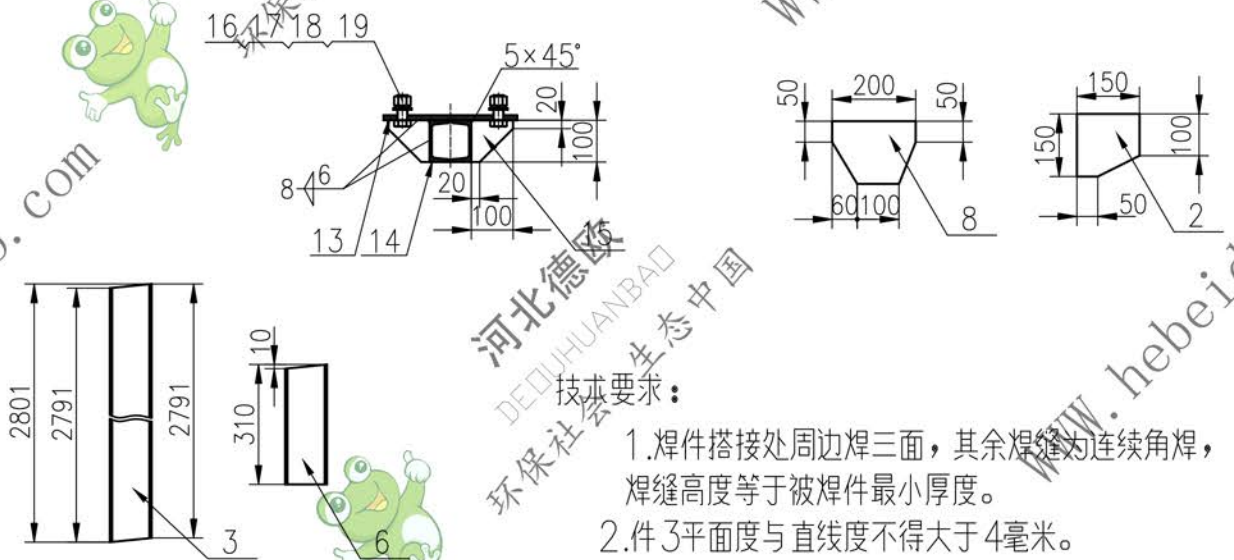 16 17 18 19
5×45°
20
100
8 6
20
100
13 14 15
50 200 50
60 100
8
150
150 100
50
2
2801 2791 2791
3
10
310
6
河北德欧
DEOUHUANBAO
环保社会 生态中国
www.hebeid
.com
环保
技术要求：
1.焊件搭接处周边焊三面，其余焊缝为连续角焊，
焊缝高度等于被焊件最小厚度。
2.件3平面度与直线度不得大于4毫米。